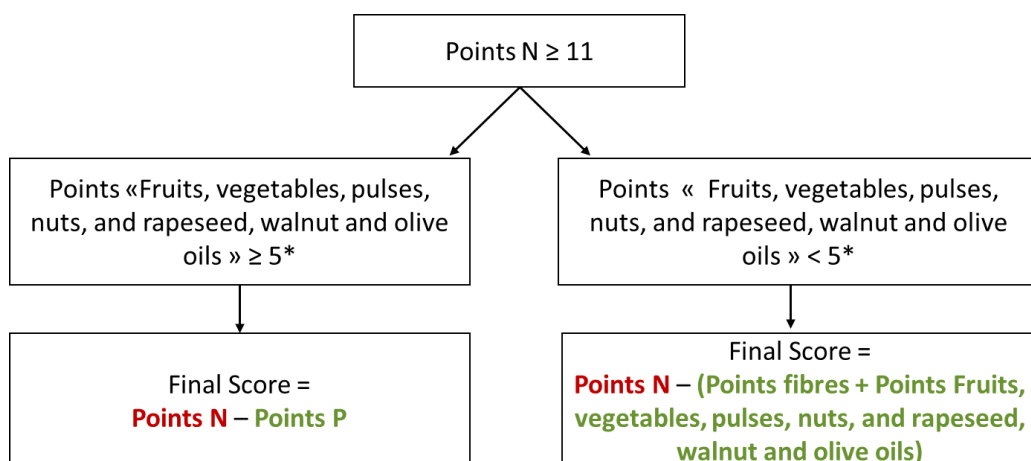 Points N ≥ 11
Points «Fruits, vegetables, pulses,
nuts, and rapeseed, walnut and olive
oils » ≥ 5*
Points « Fruits, vegetables, pulses,
nuts, and rapeseed, walnut and olive
oils » < 5*
Final Score =
Points N – Points P
Final Score =
Points N – (Points fibres + Points Fruits,
vegetables, pulses, nuts, and rapeseed,
walnut and olive oils)